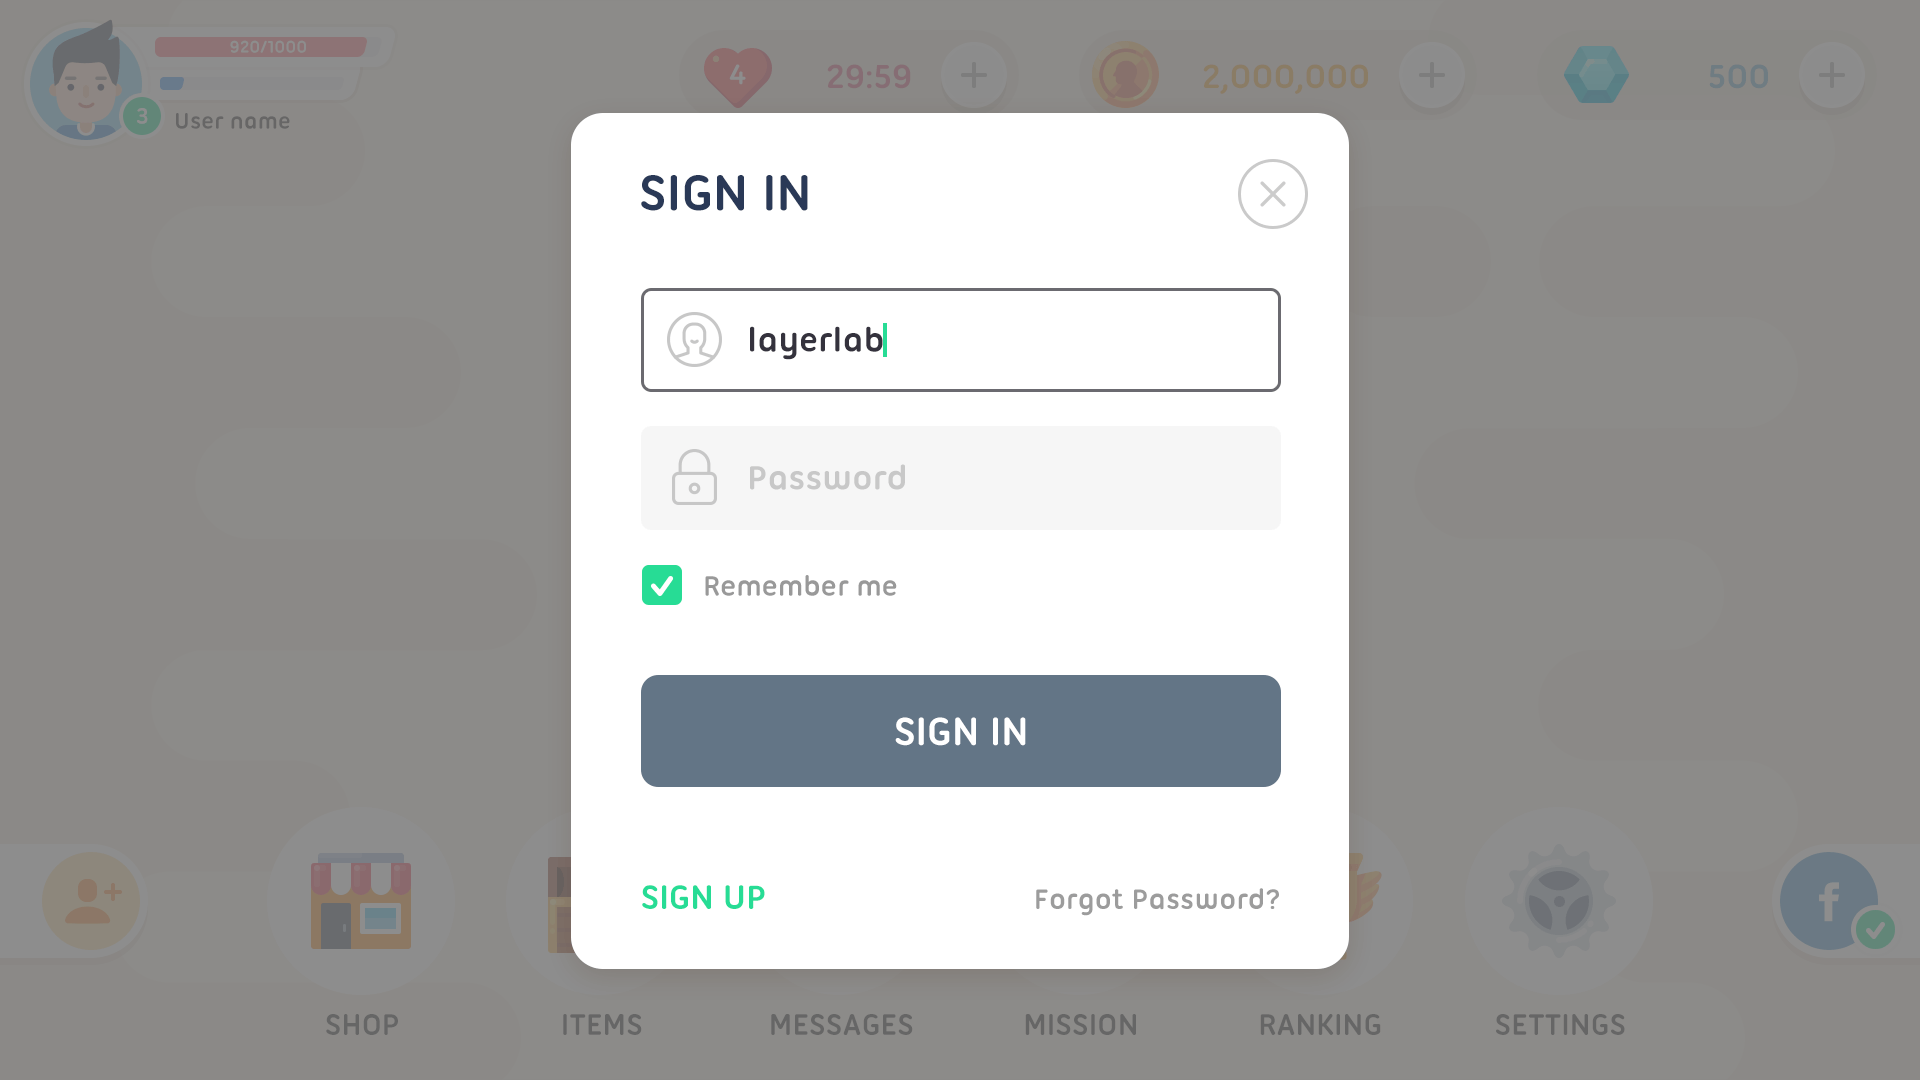 920/1000
3
User name
4
29:59
2,000,000
500
SIGN IN
layerlab
Password
Remember me
SIGN IN
SIGN UP
Forgot Password?
f
SHOP
ITEMS
MESSAGES
MISSION
RANKING
SETTINGS